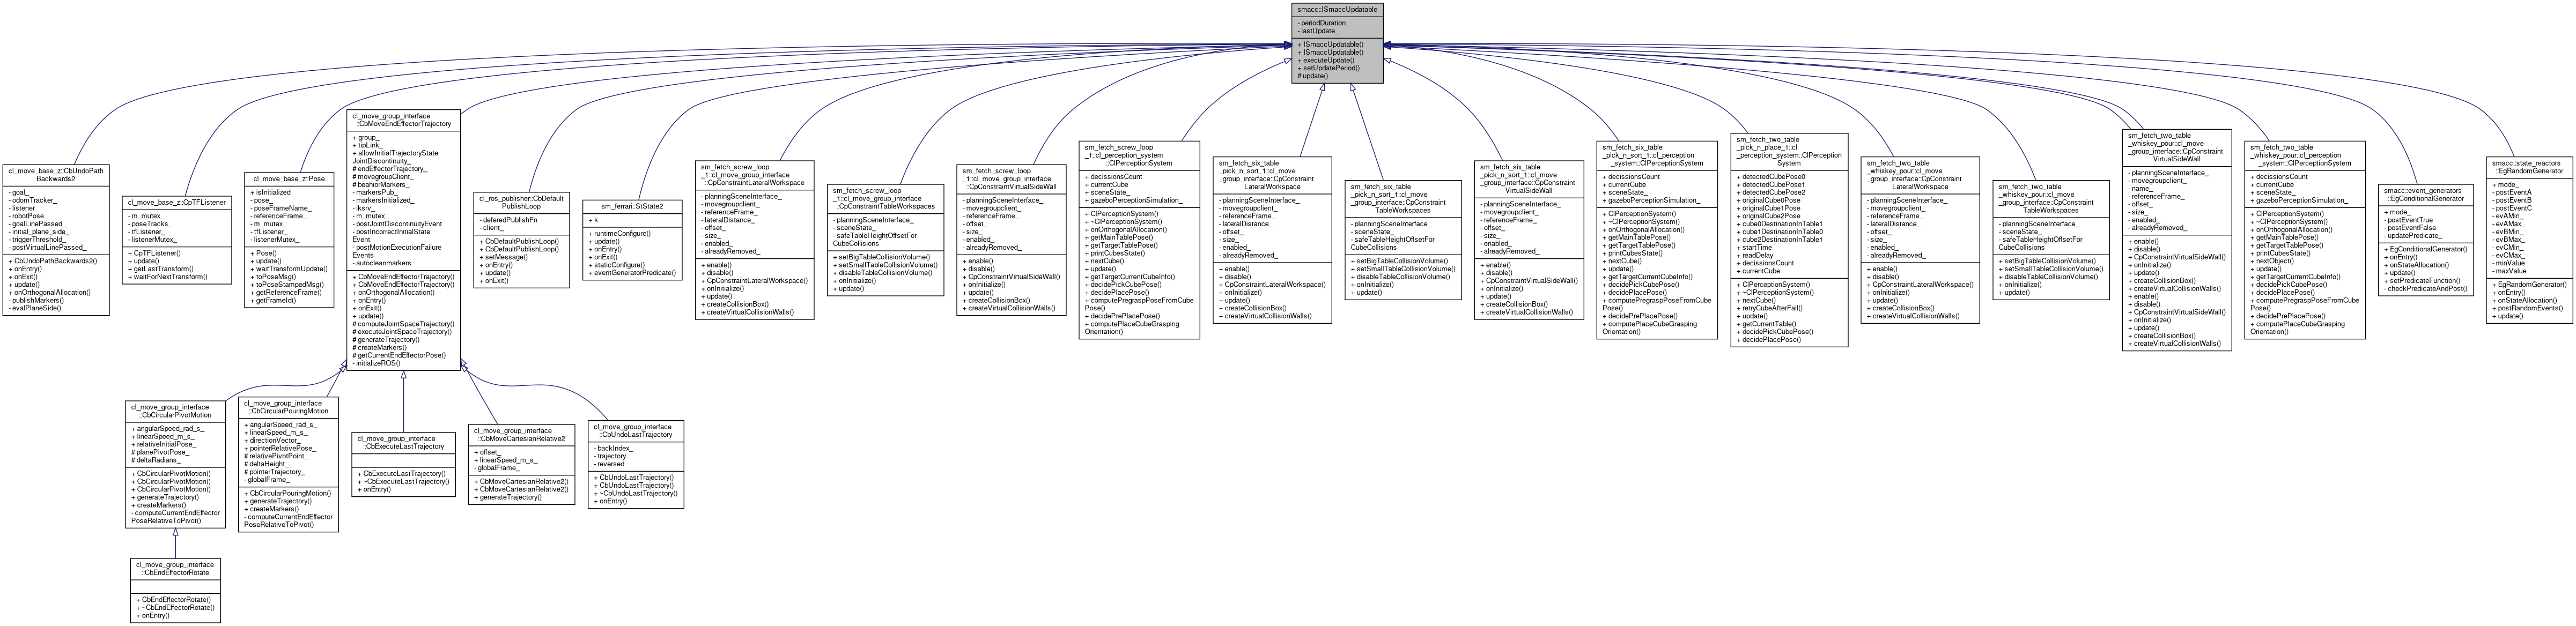 smacc::ISmaccUpdatable
- periodDuration_
- lastUpdate_
+ ISmaccUpdatable()
+ ISmaccUpdatable()
+ executeUpdate()
+ setUpdatePeriod()
# update()
cl_move_base_z::CbUndoPath
BackwardS2
- goal_
- odomTracker_
- listener
- robotPose_
- initial_plane_side_
- goalLinePassed_
- triggerThreshold_
- postVirtualLinePassed_
+ CbUndoPathBackwards2()
+ onEntry()
+ onExit()
+ update()
+ onOrthogonalAllocation()
- publishMarkers()
- evalPlaneSide()
cl_move_base_z::CpTFListener
- m_mutex_
- poseTracks_
- tfListener_
- listenerMutex_
+ CpTFListener()
+ update()
+ getLastTransform()
+ waitForNextTransform()
cl_move_base_z::Pose
+ isInitialized
- pose_
- poseFrameName_
- referenceFrame_
- m_mutex_
- tfListener_
- listenerMutex_
+ Pose()
+ update()
+ waitTransformUpdate()
+ toPoseMsg()
+ toPoseStampedMsg()
+ getReferenceFrame()
+ getFrameId()
cl_move_group_interface
::CbMoveEndEffectorTrajectory
+ group_
+ tipLink_
+ allowInitialTrajectoryState
JointDiscontinuity_
# endEffectorTrajectory_
# movegroupClient_
# beahiorMarkers_
- markersPub_
- markersInitialized_
- iksrv_
- m_mutex_
- postJointDiscontinuityEvent
- postIncorrectInitialState
Event
- postMotionExecutionFailure
Events
- autocleanmarkers
+ CbMoveEndEffectorTrajectory()
+ CbMoveEndEffectorTrajectory()
+ onOrthogonalAllocation()
+ onEntry()
+ onExit()
+ update()
# computeJointSpaceTrajectory()
# executeJointSpaceTrajectory()
# generateTrajectory()
# createMarkers()
# getCurrentEndEffectorPose()
- initializeROS()
cl_ros_publisher::CbDefault
PublishLoop
- deferedPublishFn
- client_
+ CbDefaultPublishLoop()
+ CbDefaultPublishLoop()
+ setMessage()
+ onEntry()
+ update()
+ onExit()
sm_ferrari::StState2
+ k
+ runtimeConfigure()
+ update()
+ onEntry()
+ onExit()
+ staticConfigure()
+ eventGeneratorPredicate()
sm_fetch_screw_loop
_1::cl_move_group_interface
::CpConstraintLateralWorkspace
- planningSceneInterface_
- movegroupclient_
- referenceFrame_
- lateralDistance_
- offset_
- size_
- enabled_
- alreadyRemoved_
+ enable()
+ disable()
+ CpConstraintLateralWorkspace()
+ onInitialize()
+ update()
+ createCollisionBox()
+ createVirtualCollisionWalls()
sm_fetch_screw_loop
_1::cl_move_group_interface
::CpConstraintTableWorkspaces
- planningSceneInterface_
- sceneState_
- safeTableHeightOffsetFor
CubeCollisions
+ setBigTableCollisionVolume()
+ setSmallTableCollisionVolume()
+ disableTableCollisionVolume()
+ onInitialize()
+ update()
sm_fetch_screw_loop
_1::cl_move_group_interface
::CpConstraintVirtualSideWall
- planningSceneInterface_
- movegroupclient_
- referenceFrame_
- offset_
- size_
- enabled_
- alreadyRemoved_
+ enable()
+ disable()
+ CpConstraintVirtualSideWall()
+ onInitialize()
+ update()
+ createCollisionBox()
+ createVirtualCollisionWalls()
sm_fetch_screw_loop
_1::cl_perception_system
::ClPerceptionSystem
+ decissionsCount
+ currentCube
+ sceneState_
+ gazeboPerceptionSimulation_
+ ClPerceptionSystem()
+ ~ClPerceptionSystem()
+ onOrthogonalAllocation()
+ getMainTablePose()
+ getTargetTablePose()
+ printCubesState()
+ nextCube()
+ update()
+ getTargetCurrentCubeInfo()
+ decidePickCubePose()
+ decidePlacePose()
+ computePregraspPoseFromCube
Pose()
+ decidePrePlacePose()
+ computePlaceCubeGrasping
Orientation()
sm_fetch_six_table
_pick_n_sort_1::cl_move
_group_interface::CpConstraint
LateralWorkspace
- planningSceneInterface_
- movegroupclient_
- referenceFrame_
- lateralDistance_
- offset_
- size_
- enabled_
- alreadyRemoved_
+ enable()
+ disable()
+ CpConstraintLateralWorkspace()
+ onInitialize()
+ update()
+ createCollisionBox()
+ createVirtualCollisionWalls()
sm_fetch_six_table
_pick_n_sort_1::cl_move
_group_interface::CpConstraint
TableWorkspaces
- planningSceneInterface_
- sceneState_
- safeTableHeightOffsetFor
CubeCollisions
+ setBigTableCollisionVolume()
+ setSmallTableCollisionVolume()
+ disableTableCollisionVolume()
+ onInitialize()
+ update()
sm_fetch_six_table
_pick_n_sort_1::cl_move
_group_interface::CpConstraint
VirtualSideWall
- planningSceneInterface_
- movegroupclient_
- referenceFrame_
- offset_
- size_
- enabled_
- alreadyRemoved_
+ enable()
+ disable()
+ CpConstraintVirtualSideWall()
+ onInitialize()
+ update()
+ createCollisionBox()
+ createVirtualCollisionWalls()
sm_fetch_six_table
_pick_n_sort_1::cl_perception
_system::ClPerceptionSystem
+ decissionsCount
+ currentCube
+ sceneState_
+ gazeboPerceptionSimulation_
+ ClPerceptionSystem()
+ ~ClPerceptionSystem()
+ onOrthogonalAllocation()
+ getMainTablePose()
+ getTargetTablePose()
+ printCubesState()
+ nextCube()
+ update()
+ getTargetCurrentCubeInfo()
+ decidePickCubePose()
+ decidePlacePose()
+ computePregraspPoseFromCube
Pose()
+ decidePrePlacePose()
+ computePlaceCubeGrasping
Orientation()
sm_fetch_two_table
_pick_n_place_1::cl
_perception_system::ClPerception
System
+ detectedCubePose0
+ detectedCubePose1
+ detectedCubePose2
+ originalCube0Pose
+ originalCube1Pose
+ originalCube2Pose
+ cube0DestinationInTable1
+ cube1DestinationInTable0
+ cube2DestinationInTable1
+ startTime
+ readDelay
+ decissionsCount
+ currentCube
+ ClPerceptionSystem()
+ ~ClPerceptionSystem()
+ nextCube()
+ retryCubeAfterFail()
+ update()
+ getCurrentTable()
+ decidePickCubePose()
+ decidePlacePose()
sm_fetch_two_table
_whiskey_pour::cl_move
_group_interface::CpConstraint
LateralWorkspace
- planningSceneInterface_
- movegroupclient_
- referenceFrame_
- lateralDistance_
- offset_
- size_
- enabled_
- alreadyRemoved_
+ enable()
+ disable()
+ CpConstraintLateralWorkspace()
+ onInitialize()
+ update()
+ createCollisionBox()
+ createVirtualCollisionWalls()
sm_fetch_two_table
_whiskey_pour::cl_move
_group_interface::CpConstraint
TableWorkspaces
- planningSceneInterface_
- sceneState_
- safeTableHeightOffsetFor
CubeCollisions
+ setBigTableCollisionVolume()
+ setSmallTableCollisionVolume()
+ disableTableCollisionVolume()
+ onInitialize()
+ update()
sm_fetch_two_table
_whiskey_pour::cl_move
_group_interface::CpConstraint
VirtualSideWall
- planningSceneInterface_
- movegroupclient_
- name_
- referenceFrame_
- offset_
- size_
- enabled_
- alreadyRemoved_
+ enable()
+ disable()
+ CpConstraintVirtualSideWall()
+ onInitialize()
+ update()
+ createCollisionBox()
+ createVirtualCollisionWalls()
+ enable()
+ disable()
+ CpConstraintVirtualSideWall()
+ onInitialize()
+ update()
+ createCollisionBox()
+ createVirtualCollisionWalls()
sm_fetch_two_table
_whiskey_pour::cl_perception
_system::ClPerceptionSystem
+ decissionsCount
+ currentCube
+ sceneState_
+ gazeboPerceptionSimulation_
+ ClPerceptionSystem()
+ ~ClPerceptionSystem()
+ onOrthogonalAllocation()
+ getMainTablePose()
+ getTargetTablePose()
+ printCubesState()
+ nextObject()
+ update()
+ getTargetCurrentCubeInfo()
+ decidePickCubePose()
+ decidePlacePose()
+ computePregraspPoseFromCube
Pose()
+ decidePrePlacePose()
+ computePlaceCubeGrasping
Orientation()
smacc::event_generators
::EgConditionalGenerator
+ mode_
- postEventTrue
- postEventFalse
- updatePredicate_
+ EgConditionalGenerator()
+ onEntry()
+ onStateAllocation()
+ update()
+ setPredicateFunction()
- checkPredicateAndPost()
smacc::state_reactors
::EgRandomGenerator
+ mode_
- postEventA
- postEventB
- postEventC
- evAMin_
- evAMax_
- evBMin_
- evBMax_
- evCMin_
- evCMax_
- minValue
- maxValue
+ EgRandomGenerator()
+ onEntry()
+ onStateAllocation()
+ postRandomEvents()
+ update()
cl_move_group_interface
::CbCircularPivotMotion
+ angularSpeed_rad_s_
+ linearSpeed_m_s_
+ relativeInitialPose_
# planePivotPose_
# deltaRadians_
+ CbCircularPivotMotion()
+ CbCircularPivotMotion()
+ CbCircularPivotMotion()
+ generateTrajectory()
+ createMarkers()
- computeCurrentEndEffector
PoseRelativeToPivot()
cl_move_group_interface
::CbCircularPouringMotion
+ angularSpeed_rad_s_
+ linearSpeed_m_s_
+ directionVector_
+ pointerRelativePose_
# relativePivotPoint_
# deltaHeight_
# pointerTrajectory_
- globalFrame_
+ CbCircularPouringMotion()
+ generateTrajectory()
+ createMarkers()
- computeCurrentEndEffector
PoseRelativeToPivot()
cl_move_group_interface
::CbExecuteLastTrajectory
+ CbExecuteLastTrajectory()
+ ~CbExecuteLastTrajectory()
+ onEntry()
cl_move_group_interface
::CbMoveCartesianRelative2
+ offset_
+ linearSpeed_m_s_
- globalFrame_
+ CbMoveCartesianRelative2()
+ CbMoveCartesianRelative2()
+ generateTrajectory()
cl_move_group_interface
::CbUndoLastTrajectory
- backIndex_
- trajectory
- reversed
+ CbUndoLastTrajectory()
+ CbUndoLastTrajectory()
+ ~CbUndoLastTrajectory()
+ onEntry()
cl_move_group_interface
::CbEndEffectorRotate
+ CbEndEffectorRotate()
+ ~CbEndEffectorRotate()
+ onEntry()